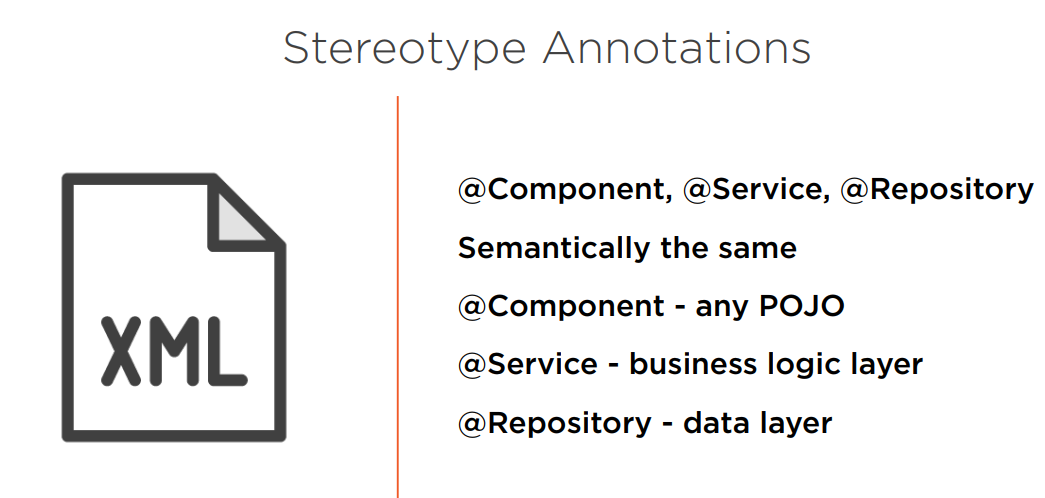 Stereotype Annotations
XML
@Component, @Service, @Repository
Semantically the same
@Component - any POJO
@Service - business logic layer
@Repository - data layer